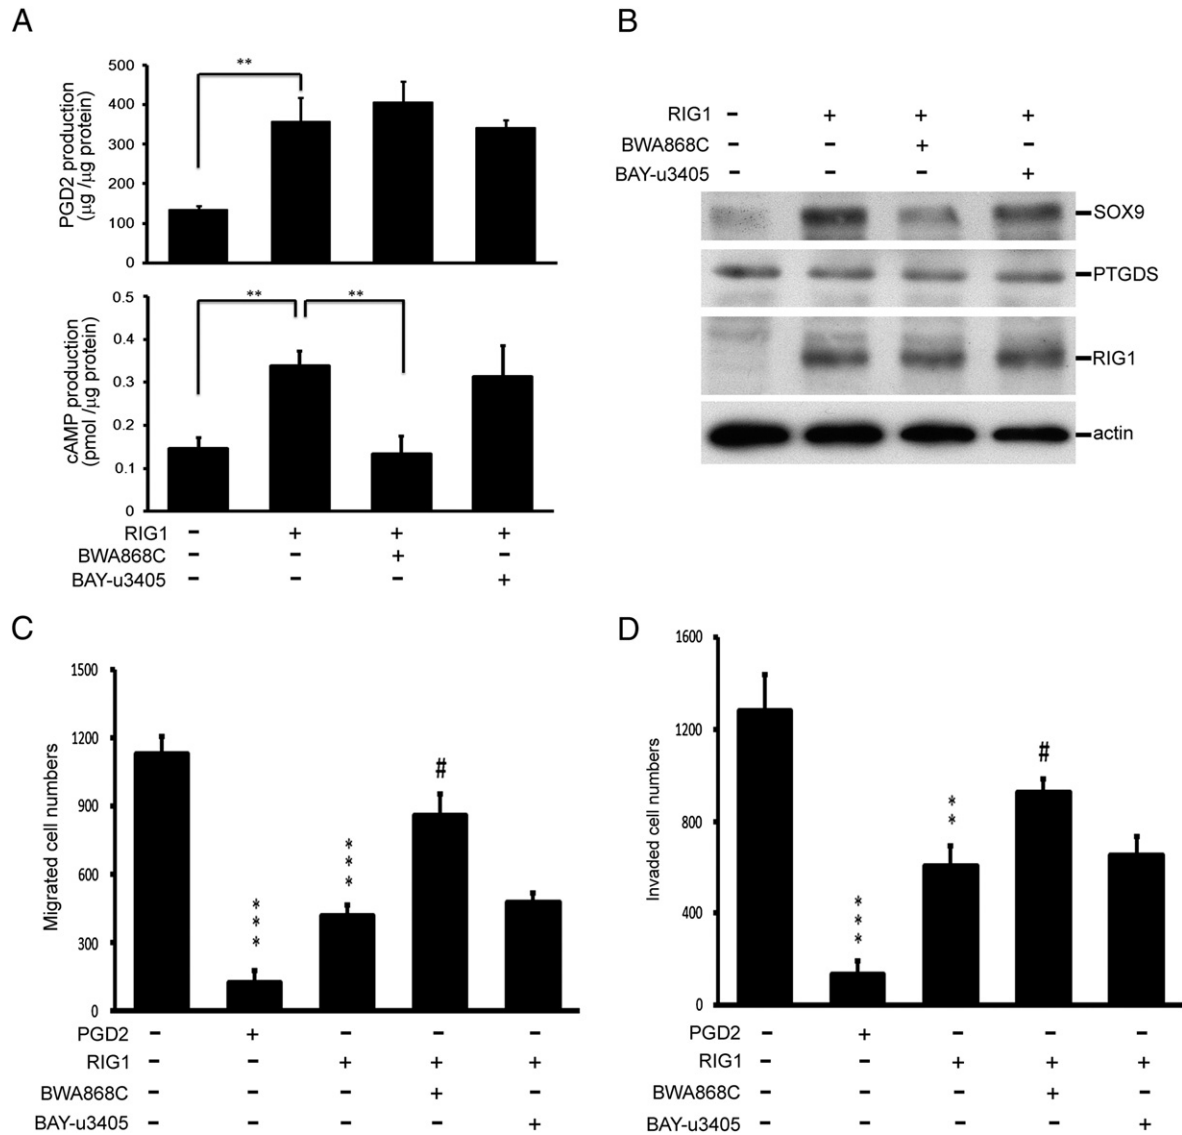 A
**
500
400
300
200
100
0
PGD2 production
(µg /µg protein)
** **
0.5
0.3
0.2
0.1
0
cAMP production
(pmol /µg protein)
RIG1 - + + +
BWA868C - - + -
BAY-u3405 - - - +
B
RIG1 - + + +
BWA868C - - + -
BAY-u3405 - - - +
SOX9
PTGDS
RIG1
actin
C
1500
1200
900
600
300
0
Migrated cell numbers
***
***
#
PGD2 - + - - -
RIG1 - - + + +
BWA868C - - - + -
BAY-u3405 - - - - +
D
1600
1200
800
400
0
Invaded cell numbers
***
**
#
PGD2 - + - - -
RIG1 - - + + +
BWA868C - - - + -
BAY-u3405 - - - - +